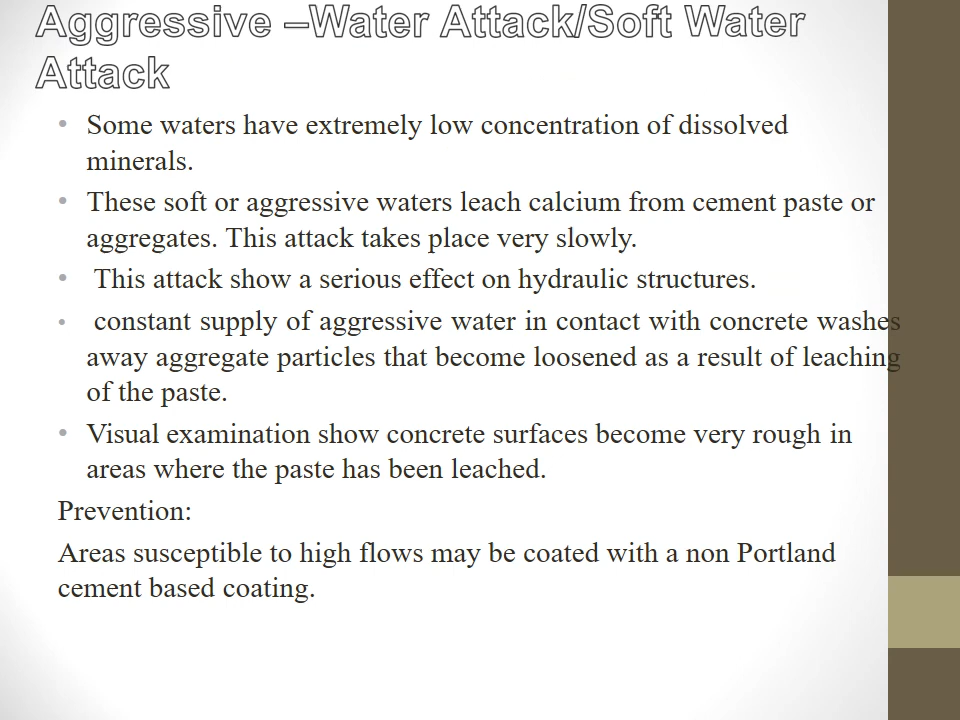 Aggressive –Water Attack/Soft Water
Attack
• Some waters have extremely low concentration of dissolved
minerals.
• These soft or aggressive waters leach calcium from cement paste or
aggregates. This attack takes place very slowly.
• This attack show a serious effect on hydraulic structures.
• constant supply of aggressive water in contact with concrete washes
away aggregate particles that become loosened as a result of leaching
of the paste.
• Visual examination show concrete surfaces become very rough in
areas where the paste has been leached.
Prevention:
Areas susceptible to high flows may be coated with a non Portland
cement based coating.